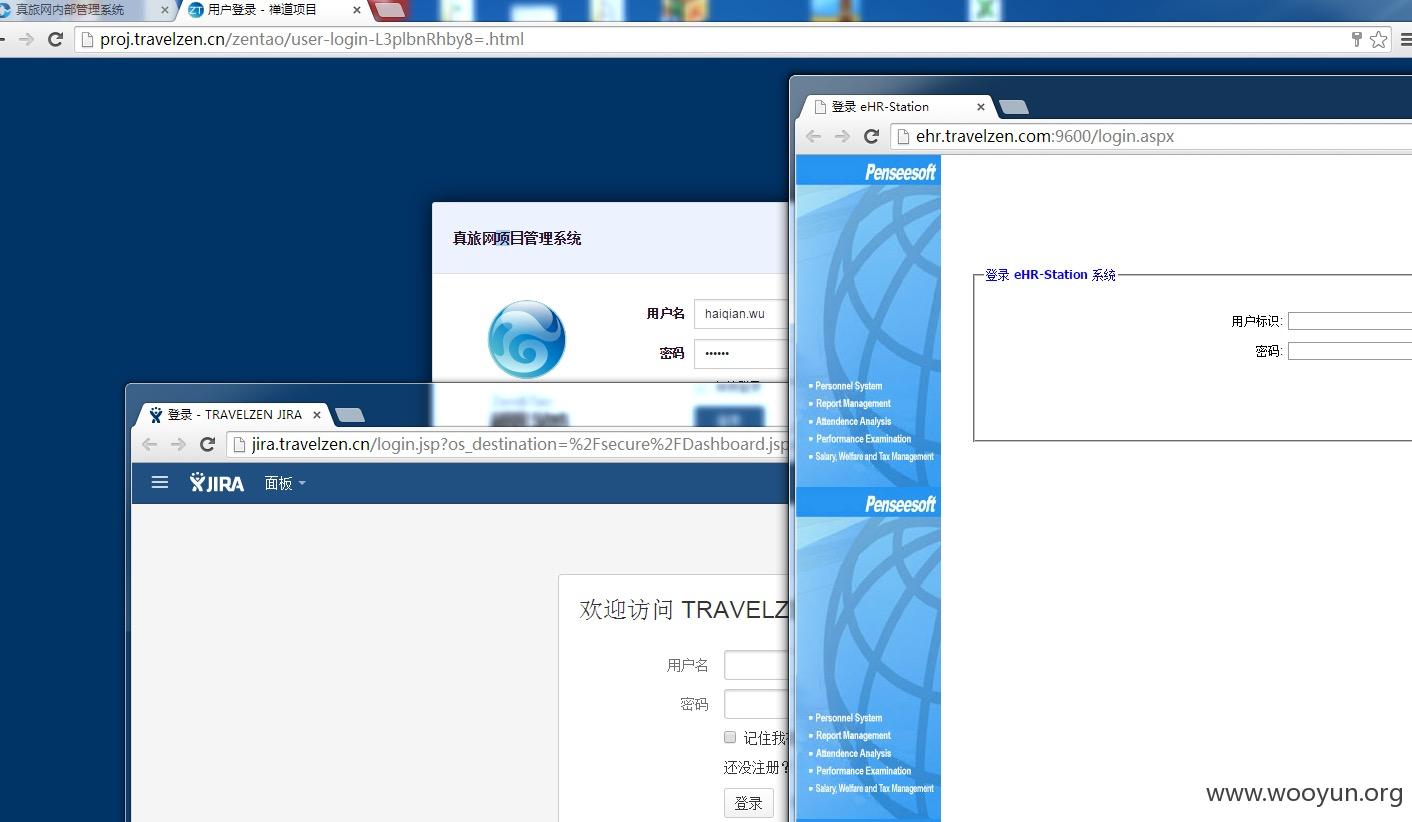 真旅网内部管理系统
用户登录 - 禅道项目
proj.travelzen.cn/zentao/user-login-L3plbnRhby8=.html
登录 eHR-Station
ehr.travelzen.com:9600/login.aspx
Penseesoft
真旅网项目管理系统
登录 eHR-Station 系统
用户名
haiqian.wu
用户标识:
密码
••••••
密码:
Personnel System
Report Management
Attendence Analysis
Performance Examination
Salary, Welfare and Tax Management
登录 - TRAVELZEN JIRA
jira.travelzen.cn/login.jsp?os_destination=%2Fsecure%2FDashboard.jsp
JIRA
面板
Penseesoft
欢迎访问 TRAVELZ
用户名
密码
记住我
还没注册?
登录
Personnel System
Report Management
Attendence Analysis
Performance Examination
Salary, Welfare and Tax Management
www.wooyun.org